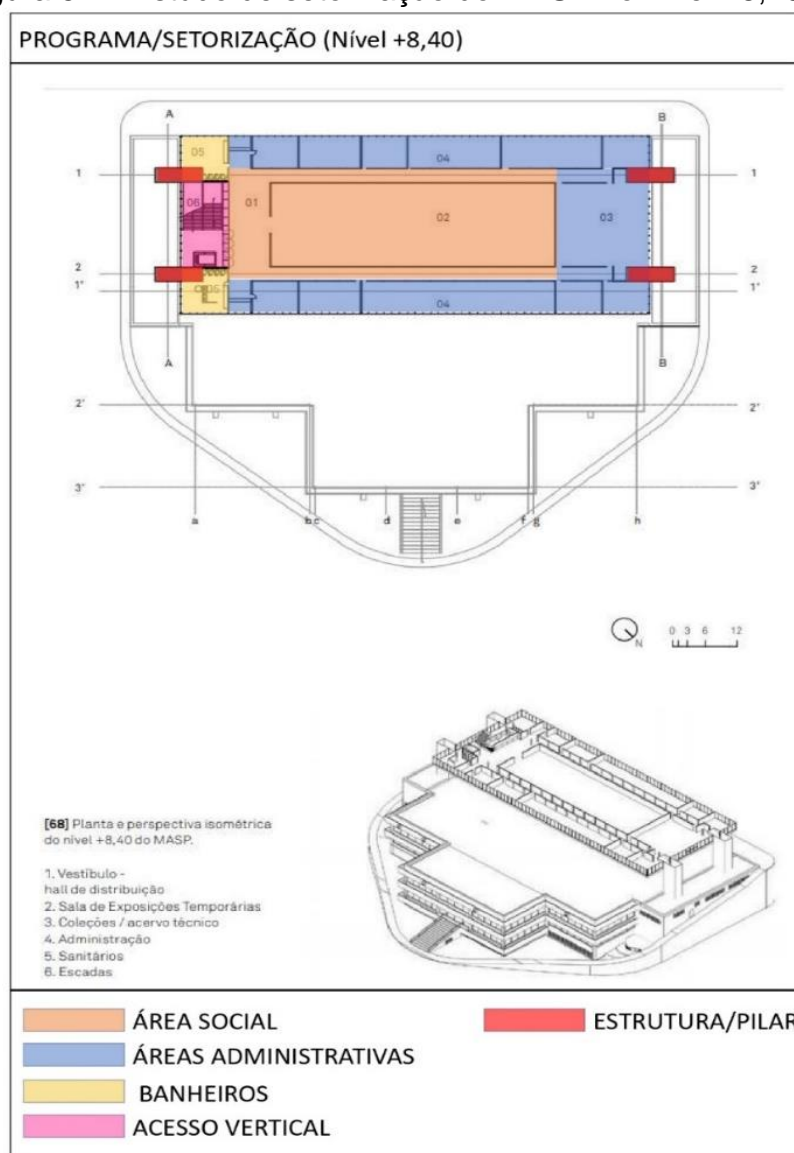 PROGRAMA/SETORIZAÇÃO (Nível +8,40)
A B
05 04
1 1
06 01 02 03
2 2
1' 05 04 1'
A B
2' 2'
3' 3'
a b c d e f g h
N 0 3 6 12
[68] Planta e perspectiva isométrica
do nível +8,40 do MASP.
1. Vestíbulo -
hall de distribuição
2. Sala de Exposições Temporárias
3. Coleções / acervo técnico
4. Administração
5. Sanitários
6. Escadas
ÁREA SOCIAL ESTRUTURA/PILAR
ÁREAS ADMINISTRATIVAS
BANHEIROS
ACESSO VERTICAL